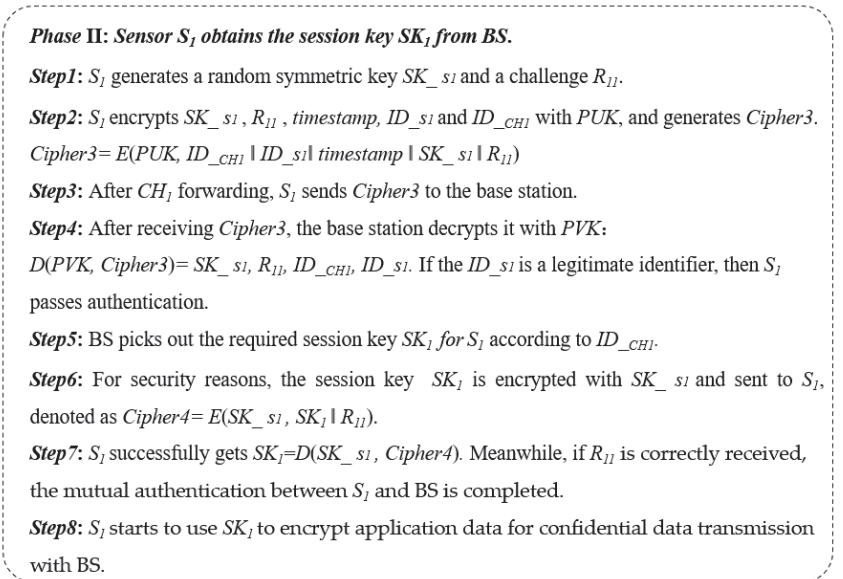 Phase II: Sensor S₁ obtains the session key SK₁ from BS.
Step1: S₁ generates a random symmetric key SK_ s1 and a challenge R₁₁.
Step2: S₁ encrypts SK_ s1 , R₁₁ , timestamp, ID_s1 and ID_CH1 with PUK, and generates Cipher3.
Cipher3= E(PUK, ID_CH1 ‖ ID_s1‖ timestamp ‖ SK_ s1 ‖ R₁₁)
Step3: After CH₁ forwarding, S₁ sends Cipher3 to the base station.
Step4: After receiving Cipher3, the base station decrypts it with PVK:
D(PVK, Cipher3)= SK_ s1, R₁₁, ID_CH1, ID_s1. If the ID_s1 is a legitimate identifier, then S₁
passes authentication.
Step5: BS picks out the required session key SK₁ for S₁ according to ID_CH1.
Step6: For security reasons, the session key SK₁ is encrypted with SK_ s1 and sent to S₁,
denoted as Cipher4= E(SK_ s1 , SK₁ ‖ R₁₁).
Step7: S₁ successfully gets SK₁=D(SK_ s1 , Cipher4). Meanwhile, if R₁₁ is correctly received,
the mutual authentication between S₁ and BS is completed.
Step8: S₁ starts to use SK₁ to encrypt application data for confidential data transmission
with BS.